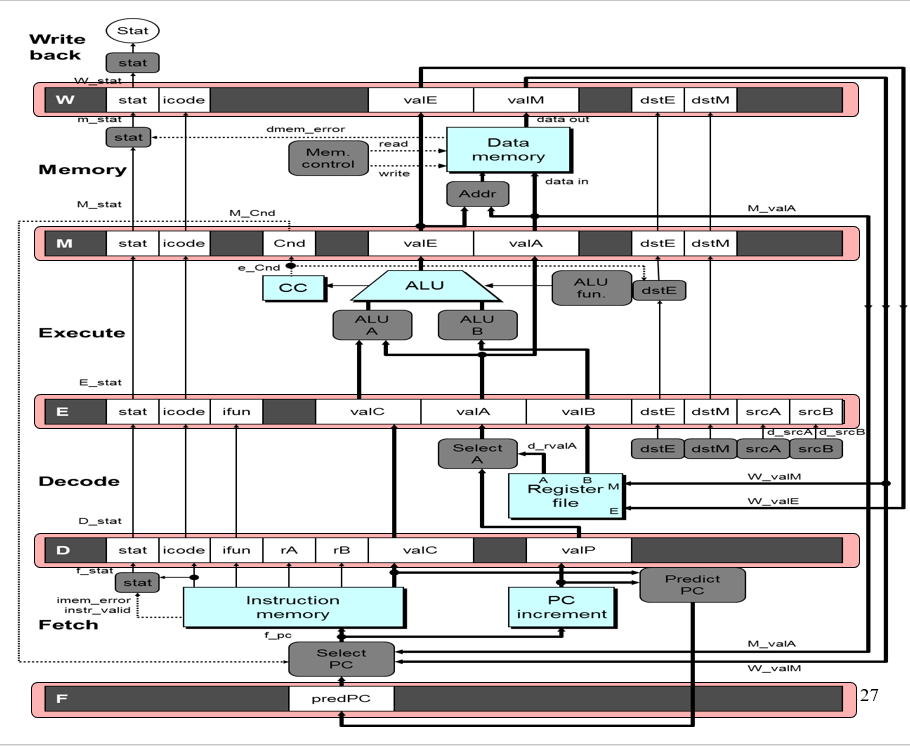 Stat
Write
back
stat
W_stat
W stat icode valE valM dstE dstM
m_stat
data out
dmem_error
stat
read
Mem.
control
Data
memory
Memory
write
data in
Addr
M_stat
M_Cnd
M_valA
M stat icode Cnd valE valA dstE dstM
e_Cnd
CC
ALU
ALU
fun.
dstE
ALU
A
ALU
B
Execute
E_stat
E stat icode ifun valC valA valB dstE dstM srcA srcB
d_srcA d_srcB
Select
A
d_rvalA
dstE dstM srcA srcB
Decode
A B
Register
file
M
E
W_valM
W_valE
D_stat
D stat icode ifun rA rB valC valP
f_stat
stat
Predict
PC
imem_error
instr_valid
Instruction
memory
PC
increment
Fetch
f_pc
Select
PC
M_valA
W_valM
F predPC
27